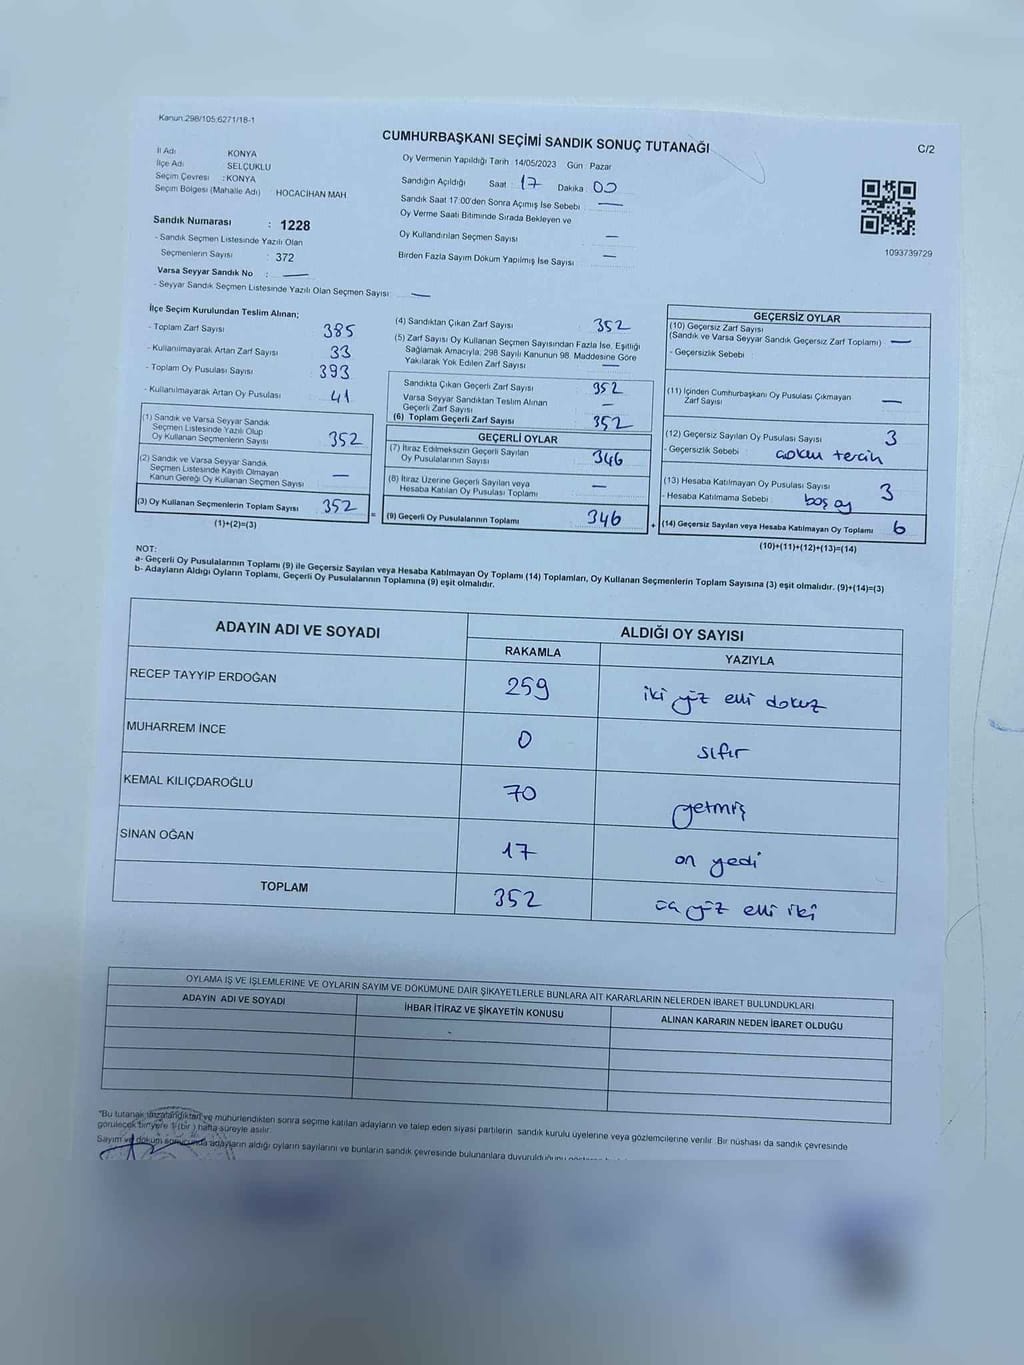 Kanun:298/105;6271/18-1
CUMHURBAŞKANI SEÇİMİ SANDIK SONUÇ TUTANAĞI
C/2
İl Adı KONYA
İlçe Adı SELÇUKLU
Seçim Çevresi : KONYA
Seçim Bölgesi (Mahalle Adı) HOCACİHAN MAH
Oy Vermenin Yapıldığı Tarih :14/05/2023 Gün : Pazar
Sandığın Açıldığı Saat : 17 Dakika : 00
Sandık Saat 17:00'den Sonra Açımış İse Sebebi : —
Oy Verme Saati Bitiminde Sırada Bekleyen ve
Oy Kullandırılan Seçmen Sayısı —
Birden Fazla Sayım Döküm Yapılmış İse Sayısı —
1093739729
Sandık Numarası : 1228
- Sandık Seçmen Listesinde Yazılı Olan
Seçmenlerin Sayısı : 372
Varsa Seyyar Sandık No : —
- Seyyar Sandık Seçmen Listesinde Yazılı Olan Seçmen Sayısı —
İlçe Seçim Kurulundan Teslim Alınan;
- Toplam Zarf Sayısı 385
- Kullanılmayarak Artan Zarf Sayısı 33
- Toplam Oy Pusulası Sayısı 393
- Kullanılmayarak Artan Oy Pusulası 41
(1) Sandık ve Varsa Seyyar Sandık
Seçmen Listesinde Yazılı Olup
Oy Kullanan Seçmenlerin Sayısı 352
(2) Sandık ve Varsa Seyyar Sandık
Seçmen Listesinde Kayıtlı Olmayan
Kanun Gereği Oy Kullanan Seçmen Sayısı —
(3) Oy Kullanan Seçmenlerin Toplam Sayısı 352
(1)+(2)=(3)
=
(4) Sandıktan Çıkan Zarf Sayısı 352
(5) Zarf Sayısı Oy Kullanan Seçmen Sayısından Fazla İse, Eşitliği
Sağlamak Amacıyla, 298 Sayılı Kanunun 98. Maddesine Göre
Yakılarak Yok Edilen Zarf Sayısı —
Sandıkta Çıkan Geçerli Zarf Sayısı 352
Varsa Seyyar Sandıktan Teslim Alınan
Geçerli Zarf Sayısı —
(6) Toplam Geçerli Zarf Sayısı 352
GEÇERLİ OYLAR
(7) İtiraz Edilmeksizin Geçerli Sayılan
Oy Pusulalarının Sayısı 346
(8) İtiraz Üzerine Geçerli Sayılan veya
Hesaba Katılan Oy Pusulası Toplamı —
(9) Geçerli Oy Pusulalarının Toplamı 346
+
GEÇERSİZ OYLAR
(10) Geçersiz Zarf Sayısı
(Sandık ve Varsa Seyyar Sandık Geçersiz Zarf Toplamı) —
- Geçersizlik Sebebi :
(11) İçinden Cumhurbaşkanı Oy Pusulası Çıkmayan
Zarf Sayısı —
(12) Geçersiz Sayılan Oy Pusulası Sayısı 3
- Geçersizlik Sebebi : tercih
(13) Hesaba Katılmayan Oy Pusulası Sayısı 3
- Hesaba Katılmama Sebebi : boş oy
(14) Geçersiz Sayılan veya Hesaba Katılmayan Oy Toplamı 6
(10)+(11)+(12)+(13)=(14)
NOT:
a- Geçerli Oy Pusulalarının Toplamı (9) ile Geçersiz Sayılan veya Hesaba Katılmayan Oy Toplamı (14) Toplamları, Oy Kullanan Seçmenlerin Toplam Sayısına (3) eşit olmalıdır. (9)+(14)=(3)
b- Adayların Aldığı Oyların Toplamı, Geçerli Oy Pusulalarının Toplamına (9) eşit olmalıdır.
ADAYIN ADI VE SOYADI ALDIĞI OY SAYISI
RAKAMLA YAZIYLA
RECEP TAYYİP ERDOĞAN 259 iki yüz elli dokuz
MUHARREM İNCE 0 sıfır
KEMAL KILIÇDAROĞLU 70 yetmiş
SİNAN OĞAN 17 on yedi
TOPLAM 352 üç yüz elli iki
OYLAMA İŞ VE İŞLEMLERİNE VE OYLARIN SAYIM VE DÖKÜMÜNE DAİR ŞİKAYETLERLE BUNLARA AİT KARARLARIN NELERDEN İBARET BULUNDUKLARI
ADAYIN ADI VE SOYADI İHBAR İTİRAZ VE ŞİKAYETİN KONUSU ALINAN KARARIN NEDEN İBARET OLDUĞU
"Bu tutanak imzalandıktan ve mühürlendikten sonra seçime katılan adayların ve talep eden siyasi partilerin sandık kurulu üyelerine veya gözlemcilerine verilir. Bir nüshası da sandık çevresinde
görülecek bir yere 1 (bir ) hafta süreyle asılır.
Sayım ve döküm sonucunda adayların aldığı oyların sayılarını ve bunların sandık çevresinde bulunanlara duyurulduğunu